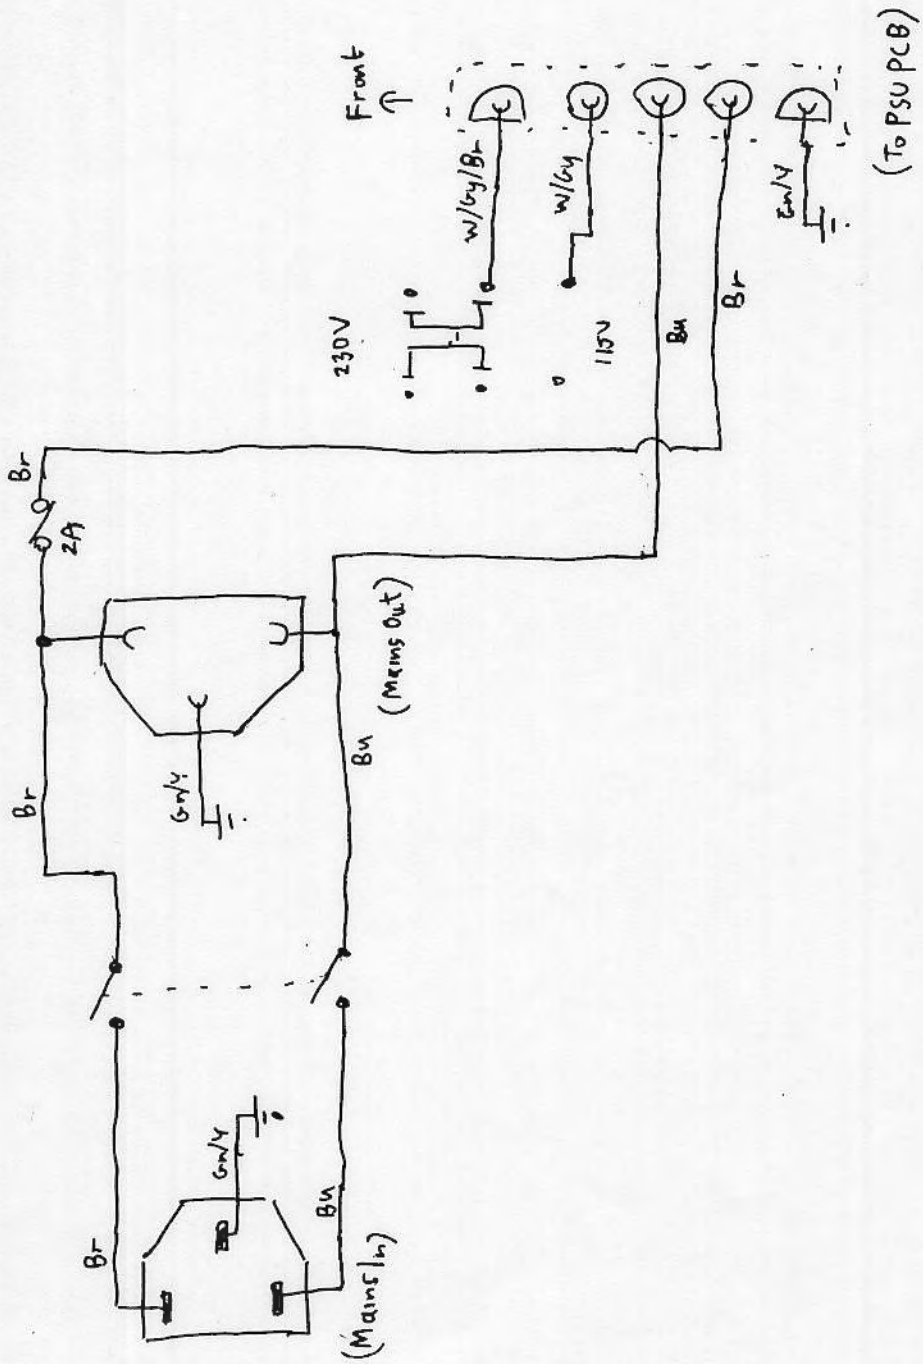 Br
Gn/Y
Bu
(Mains In)
Br
Gn/Y
Bu
(Mains Out)
2A
Br
230V
115V
W/Gy/Br
W/Gy
Bu
Br
Gn/Y
Front
(To PSU PCB)